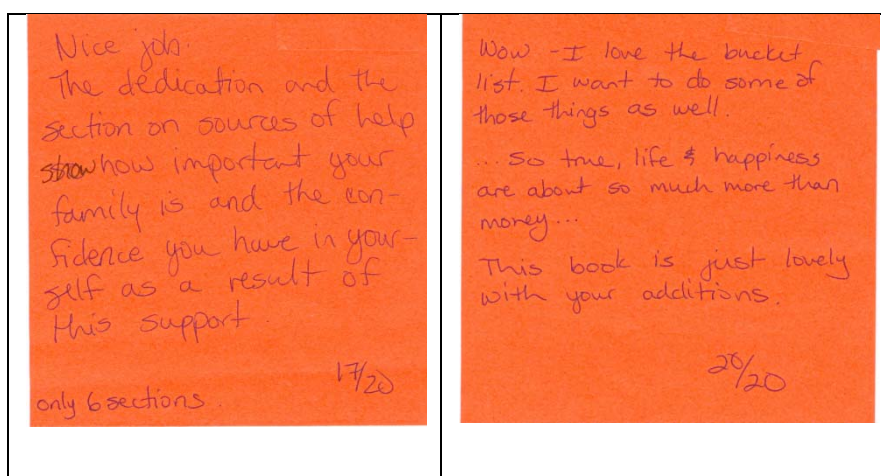 Nice job.
The dedication and the
section on sources of help
show how important your
family is and the con-
fidence you have in your-
self as a result of
this support.
17/20
only 6 sections.
Wow - I love the bucket
list. I want to do some of
those things as well.
... So true, life & happiness
are about so much more than
money...
This book is just lovely
with your additions.
20/20